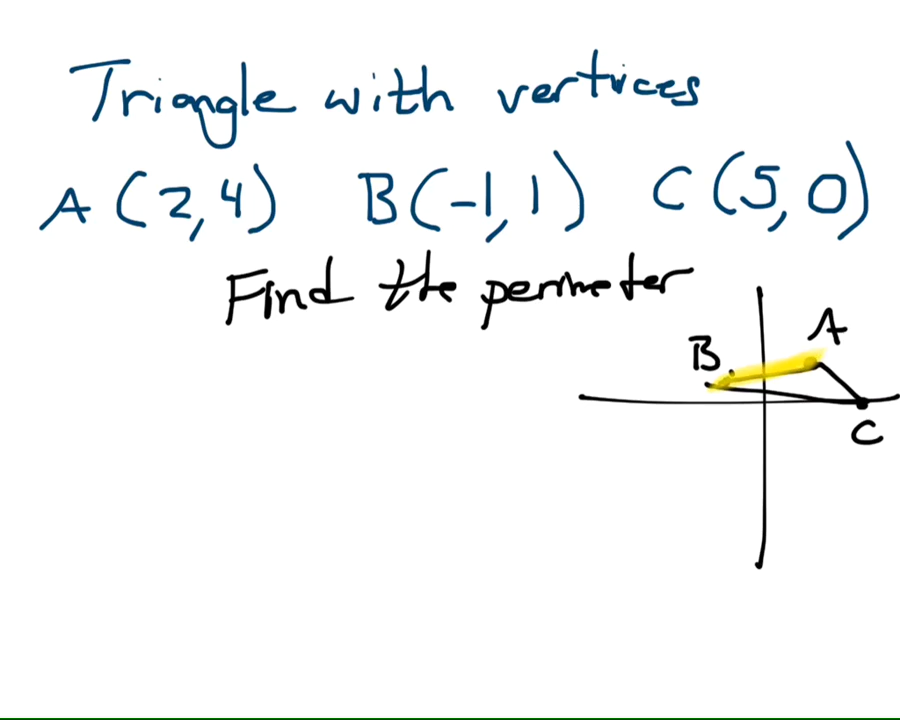 Triangle with vertices
A (2,4) B(-1,1) C (5,0)
Find the perimeter
A
B
C